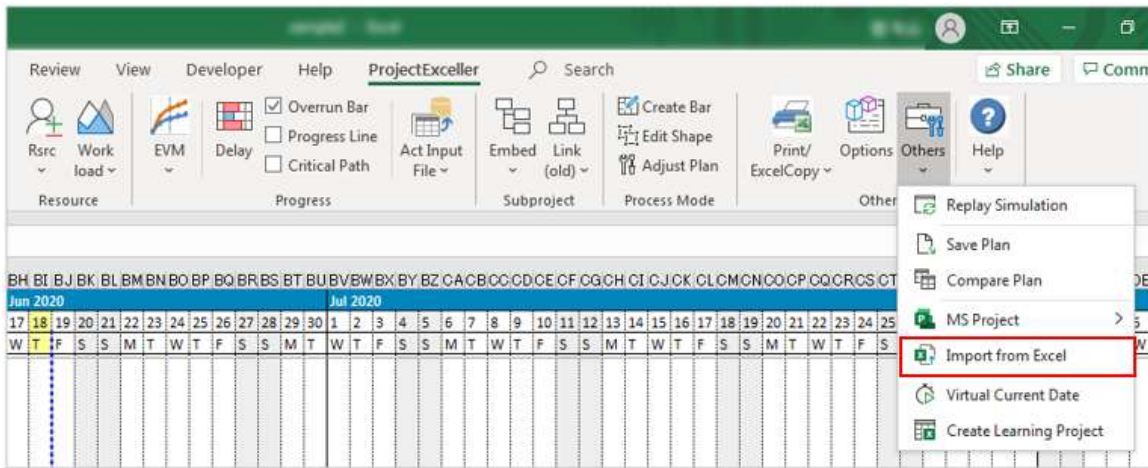 Review View Developer Help ProjectExceller Search Share Comm
Rsrc
Work load
EVM
Delay
Overrun Bar
Progress Line
Critical Path
Act Input File
Embed
Link (old)
Create Bar
Edit Shape
Adjust Plan
Print/ ExcelCopy
Options
Others
Help
Resource Progress Subproject Process Mode Other
Replay Simulation
Save Plan
Compare Plan
MS Project
Import from Excel
Virtual Current Date
Create Learning Project
BH BI BJ BK BL BM BN BO BP BQ BR BS BT BU BV BW BX BY BZ CA CB CC CD CE CF CG CH CI CJ CK CL CM CN CO CP CQ CR CS CT
Jun 2020 Jul 2020
17 18 19 20 21 22 23 24 25 26 27 28 29 30 1 2 3 4 5 6 7 8 9 10 11 12 13 14 15 16 17 18 19 20 21 22 23 24 25
W T F S S M T W T F S S M T W T F S S M T W T F S S M T W T F S S M T W T F S